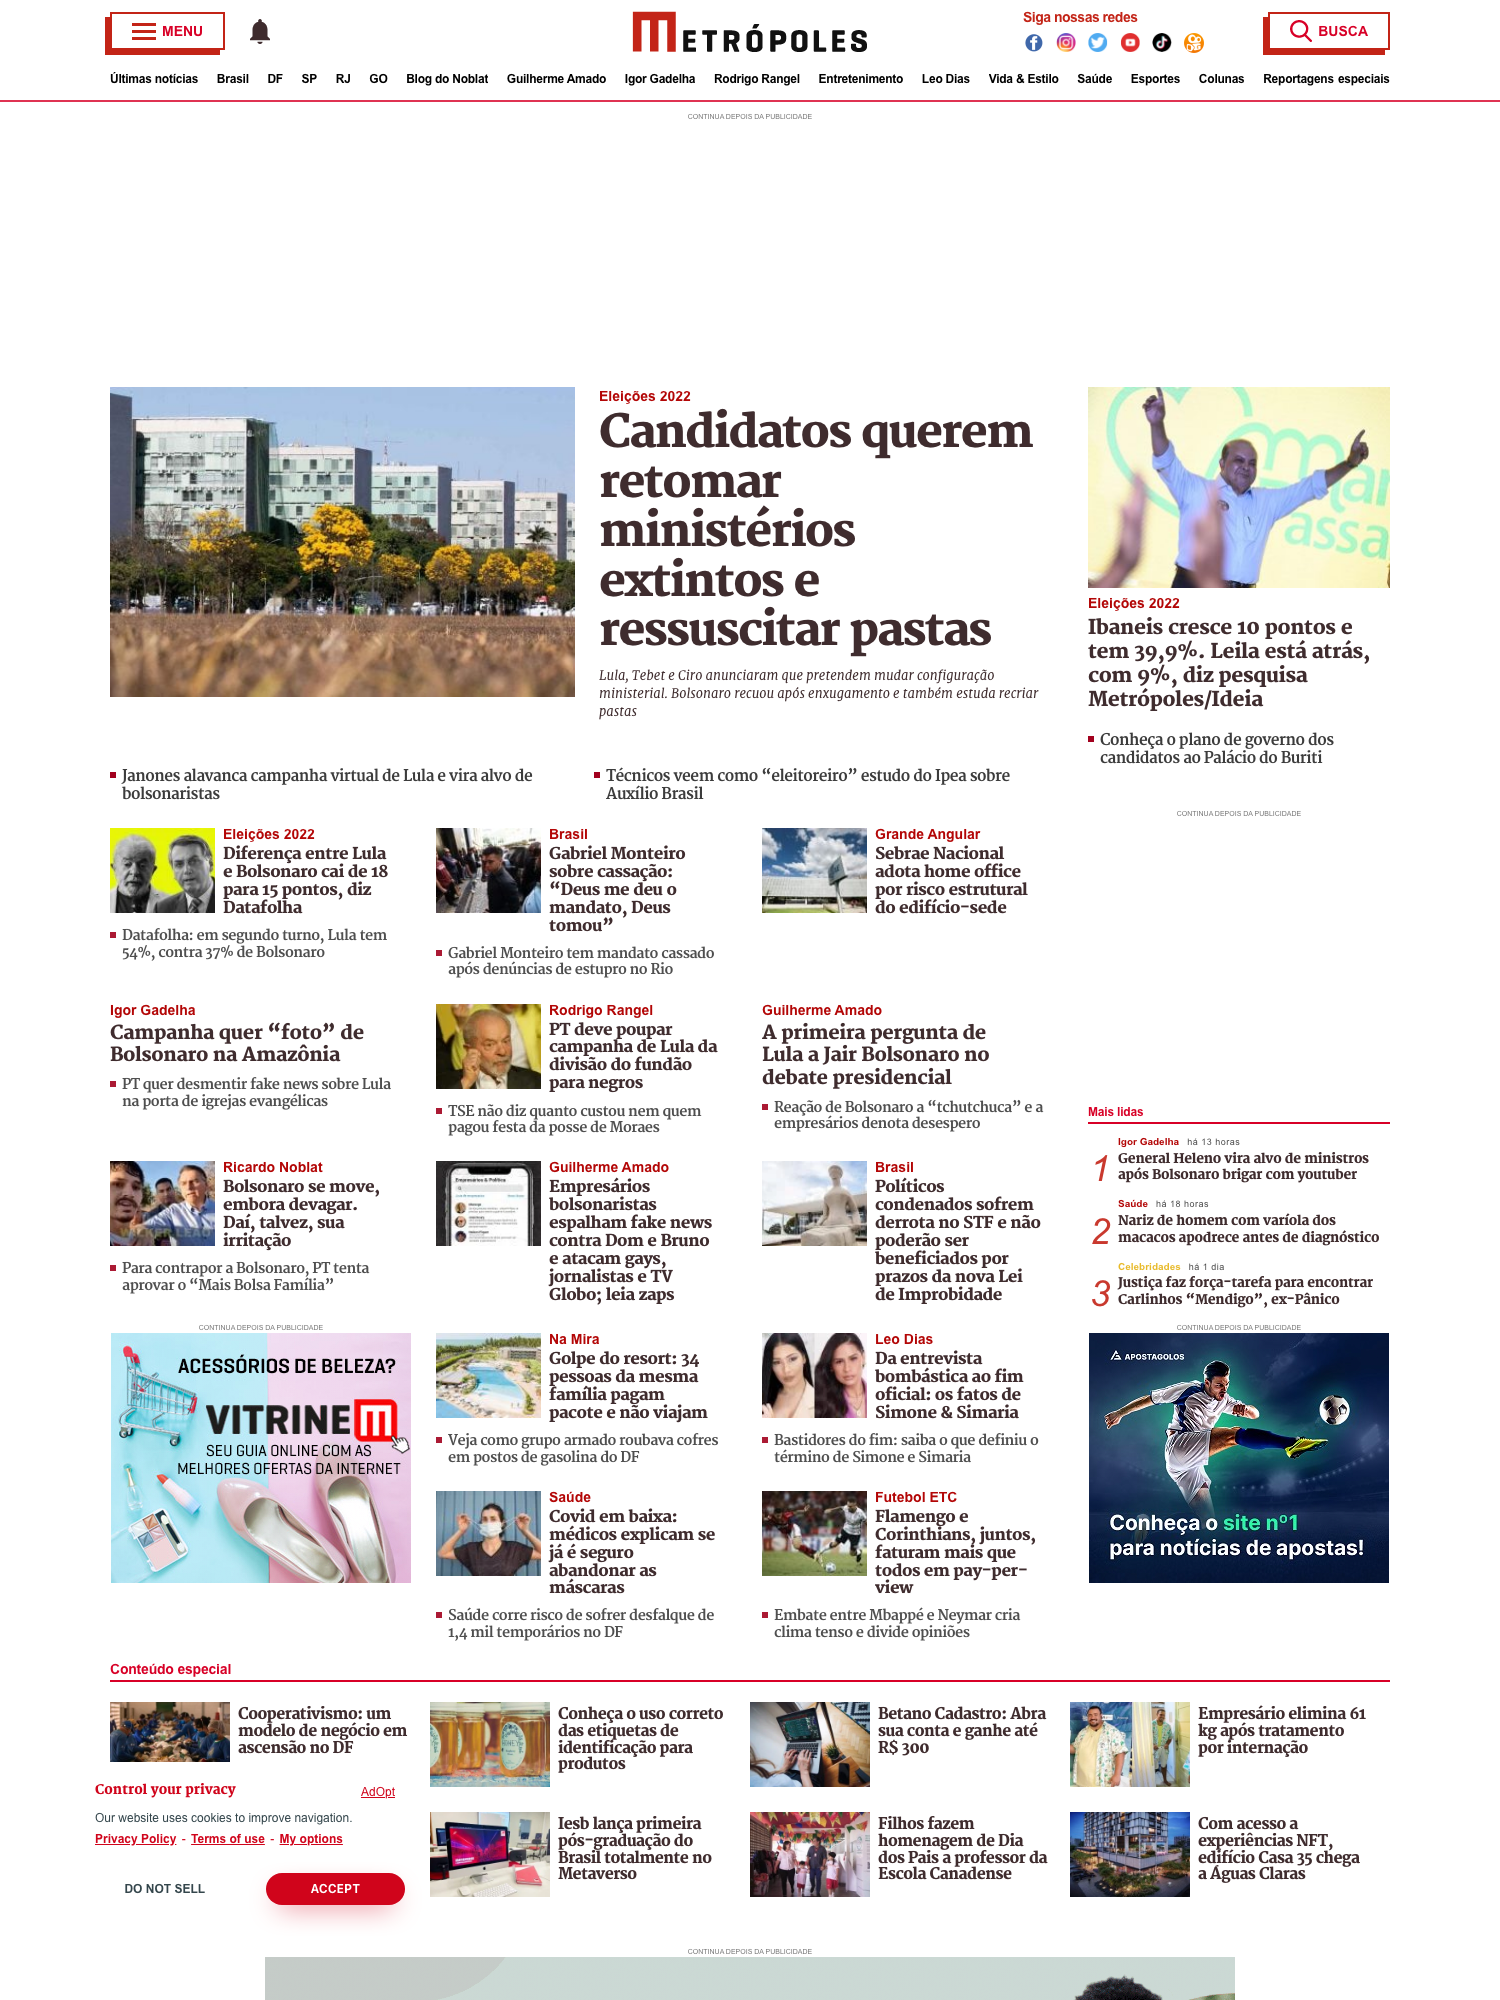 MENU
METRÓPOLES
Siga nossas redes
BUSCA
Últimas notícias Brasil DF SP RJ GO Blog do Noblat Guilherme Amado Igor Gadelha Rodrigo Rangel Entretenimento Leo Dias Vida & Estilo Saúde Esportes Colunas Reportagens especiais
CONTINUA DEPOIS DA PUBLICIDADE
Eleições 2022
Candidatos querem
retomar
ministérios
extintos e
ressuscitar pastas
Lula, Tebet e Ciro anunciaram que pretendem mudar configuração
ministerial. Bolsonaro recuou após enxugamento e também estuda recriar
pastas
Eleições 2022
Ibaneis cresce 10 pontos e
tem 39,9%. Leila está atrás,
com 9%, diz pesquisa
Metrópoles/Ideia
Conheça o plano de governo dos
candidatos ao Palácio do Buriti
Janones alavanca campanha virtual de Lula e vira alvo de
bolsonaristas
Técnicos veem como “eleitoreiro” estudo do Ipea sobre
Auxílio Brasil
CONTINUA DEPOIS DA PUBLICIDADE
Eleições 2022
Diferença entre Lula
e Bolsonaro cai de 18
para 15 pontos, diz
Datafolha
Datafolha: em segundo turno, Lula tem
54%, contra 37% de Bolsonaro
Brasil
Gabriel Monteiro
sobre cassação:
“Deus me deu o
mandato, Deus
tomou”
Gabriel Monteiro tem mandato cassado
após denúncias de estupro no Rio
Grande Angular
Sebrae Nacional
adota home office
por risco estrutural
do edifício-sede
Igor Gadelha
Campanha quer “foto” de
Bolsonaro na Amazônia
PT quer desmentir fake news sobre Lula
na porta de igrejas evangélicas
Rodrigo Rangel
PT deve poupar
campanha de Lula da
divisão do fundão
para negros
TSE não diz quanto custou nem quem
pagou festa da posse de Moraes
Guilherme Amado
A primeira pergunta de
Lula a Jair Bolsonaro no
debate presidencial
Reação de Bolsonaro a “tchutchuca” e a
empresários denota desespero
Mais lidas
Igor Gadelha há 13 horas
1 General Heleno vira alvo de ministros
após Bolsonaro brigar com youtuber
Saúde há 18 horas
2 Nariz de homem com varíola dos
macacos apodrece antes de diagnóstico
Celebridades há 1 dia
3 Justiça faz força-tarefa para encontrar
Carlinhos “Mendigo”, ex-Pânico
Ricardo Noblat
Bolsonaro se move,
embora devagar.
Daí, talvez, sua
irritação
Para contrapor a Bolsonaro, PT tenta
aprovar o “Mais Bolsa Família”
Guilherme Amado
Empresários
bolsonaristas
espalham fake news
contra Dom e Bruno
e atacam gays,
jornalistas e TV
Globo; leia zaps
Empresários & Política
Brasil
Políticos
condenados sofrem
derrota no STF e não
poderão ser
beneficiados por
prazos da nova Lei
de Improbidade
CONTINUA DEPOIS DA PUBLICIDADE
ACESSÓRIOS DE BELEZA?
VITRINE M
SEU GUIA ONLINE COM AS
MELHORES OFERTAS DA INTERNET
Na Mira
Golpe do resort: 34
pessoas da mesma
família pagam
pacote e não viajam
Veja como grupo armado roubava cofres
em postos de gasolina do DF
Leo Dias
Da entrevista
bombástica ao fim
oficial: os fatos de
Simone & Simaria
Bastidores do fim: saiba o que definiu o
término de Simone e Simaria
CONTINUA DEPOIS DA PUBLICIDADE
APOSTAGOLOS
Conheça o site nº1
para notícias de apostas!
Saúde
Covid em baixa:
médicos explicam se
já é seguro
abandonar as
máscaras
Saúde corre risco de sofrer desfalque de
1,4 mil temporários no DF
Futebol ETC
Flamengo e
Corinthians, juntos,
faturam mais que
todos em pay-per-
view
Embate entre Mbappé e Neymar cria
clima tenso e divide opiniões
Conteúdo especial
Cooperativismo: um
modelo de negócio em
ascensão no DF
Conheça o uso correto
das etiquetas de
identificação para
produtos
Betano Cadastro: Abra
sua conta e ganhe até
R$ 300
Empresário elimina 61
kg após tratamento
por internação
Control your privacy
AdOpt
Our website uses cookies to improve navigation.
Privacy Policy - Terms of use - My options
DO NOT SELL
ACCEPT
Iesb lança primeira
pós-graduação do
Brasil totalmente no
Metaverso
Filhos fazem
homenagem de Dia
dos Pais a professor da
Escola Canadense
Com acesso a
experiências NFT,
edifício Casa 35 chega
a Águas Claras
CONTINUA DEPOIS DA PUBLICIDADE